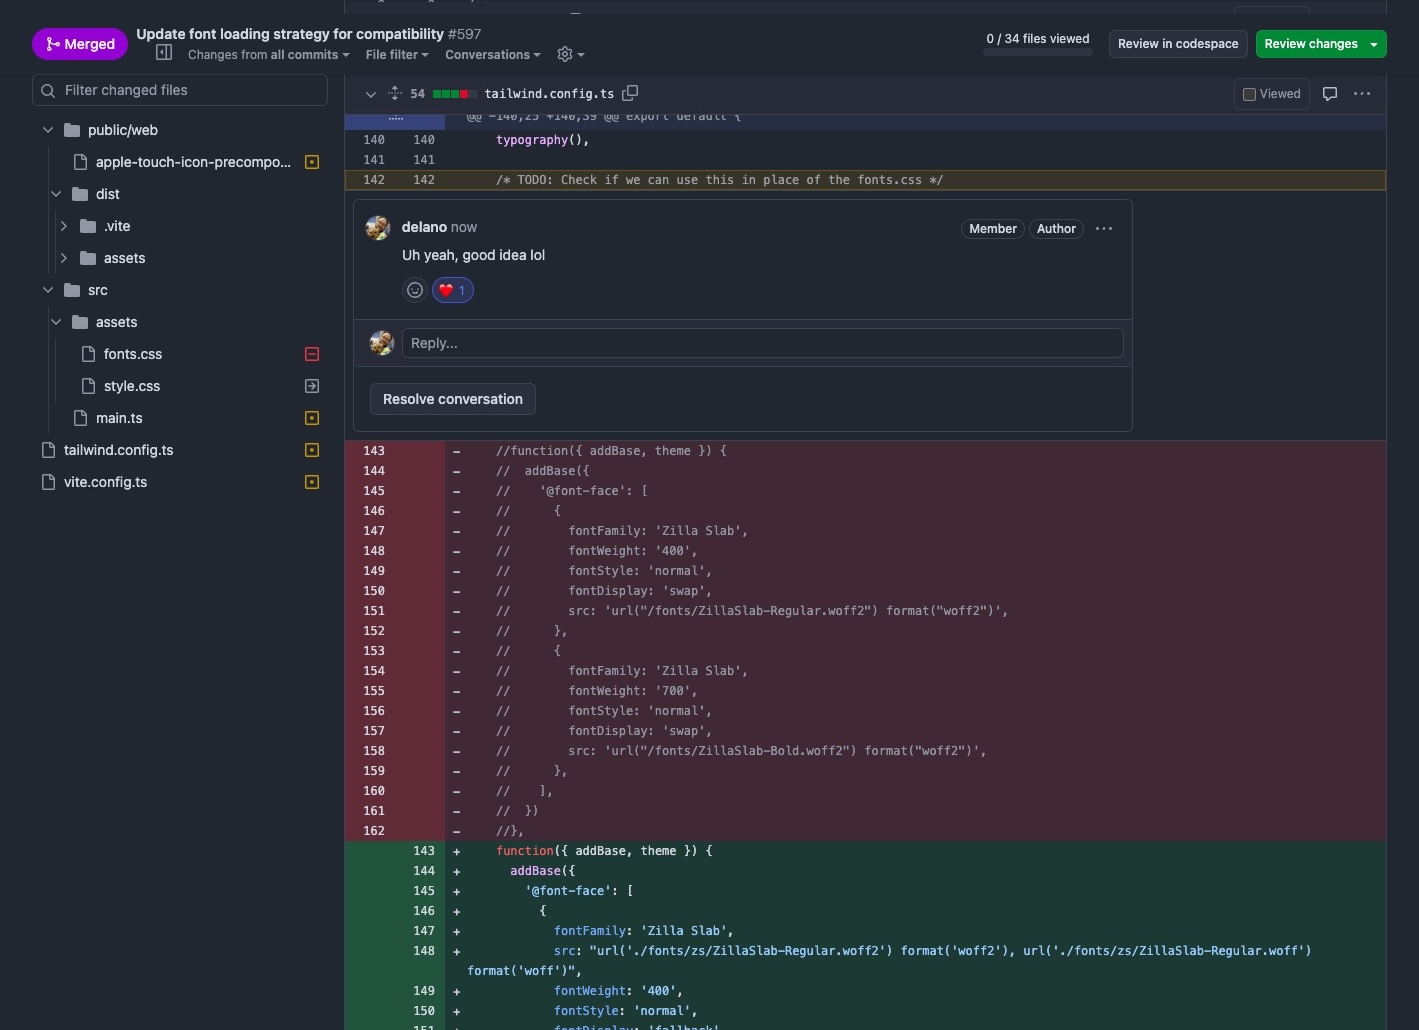 Merged
Update font loading strategy for compatibility #597
Changes from all commits
File filter
Conversations
0 / 34 files viewed
Review in codespace
Review changes
Filter changed files
public/web
apple-touch-icon-precompo...
dist
.vite
assets
src
assets
fonts.css
style.css
main.ts
tailwind.config.ts
vite.config.ts
54 tailwind.config.ts
Viewed
@@ -140,25 +140,39 @@ export default {
140 140 typography(),
141 141
142 142 /* TODO: Check if we can use this in place of the fonts.css */
delano now
Member
Author
Uh yeah, good idea lol
❤️ 1
Reply...
Resolve conversation
143 - //function({ addBase, theme }) {
144 - //  addBase({
145 - //    '@font-face': [
146 - //      {
147 - //        fontFamily: 'Zilla Slab',
148 - //        fontWeight: '400',
149 - //        fontStyle: 'normal',
150 - //        fontDisplay: 'swap',
151 - //        src: 'url("/fonts/ZillaSlab-Regular.woff2") format("woff2")',
152 - //      },
153 - //      {
154 - //        fontFamily: 'Zilla Slab',
155 - //        fontWeight: '700',
156 - //        fontStyle: 'normal',
157 - //        fontDisplay: 'swap',
158 - //        src: 'url("/fonts/ZillaSlab-Bold.woff2") format("woff2")',
159 - //      },
160 - //    ],
161 - //  })
162 - //},
143 + function({ addBase, theme }) {
144 +   addBase({
145 +     '@font-face': [
146 +       {
147 +         fontFamily: 'Zilla Slab',
148 +         src: "url('./fonts/zs/ZillaSlab-Regular.woff2') format('woff2'), url('./fonts/zs/ZillaSlab-Regular.woff')
format('woff')",
149 +         fontWeight: '400',
150 +         fontStyle: 'normal',
151 +         fontDisplay: 'fallback'